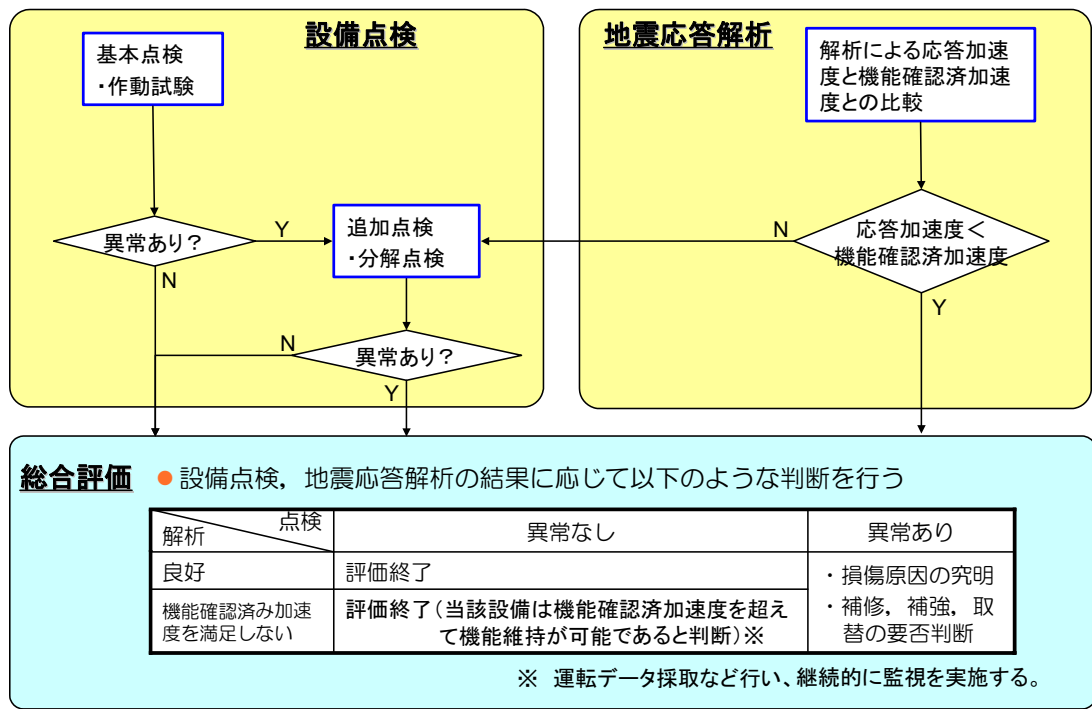 設備点検
基本点検
・作動試験
異常あり？
Y
N
追加点検
・分解点検
異常あり？
N
Y
地震応答解析
解析による応答加速
度と機能確認済加速
度との比較
応答加速度＜
機能確認済加速度
N
Y
総合評価
●設備点検，地震応答解析の結果に応じて以下のような判断を行う
点検
解析
異常なし
異常あり
良好
評価終了
・損傷原因の究明
・補修，補強，取
替の要否判断
機能確認済み加速
度を満足しない
評価終了（当該設備は機能確認済加速度を超え
て機能維持が可能であると判断）※
※ 運転データ採取など行い、継続的に監視を実施する。